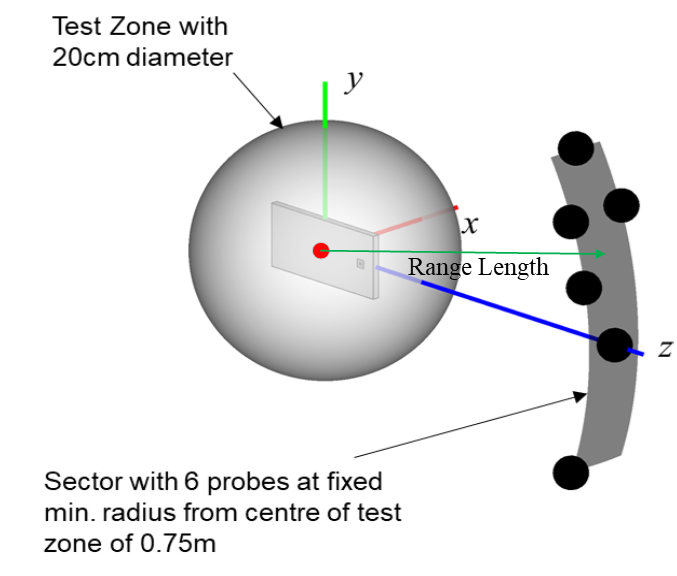 Test Zone with
20cm diameter
y
x
Range Length
z
Sector with 6 probes at fixed
min. radius from centre of test
zone of 0.75m